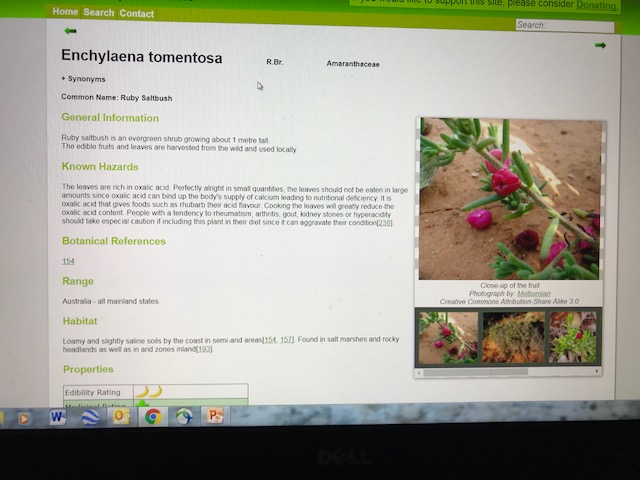 you would like to support this site, please consider Donating.
Home Search Contact
Search:
Enchylaena tomentosa R.Br. Amaranthaceae
+ Synonyms
Common Name: Ruby Saltbush
General Information
Ruby saltbush is an evergreen shrub growing about 1 metre tall.
The edible fruits and leaves are harvested from the wild and used locally
Known Hazards
The leaves are rich in oxalic acid. Perfectly alright in small quantities, the leaves should not be eaten in large
amounts since oxalic acid can bind up the body's supply of calcium leading to nutritional deficiency. It is
oxalic acid that gives foods such as rhubarb their acid flavour. Cooking the leaves will greatly reduce the
oxalic acid content. People with a tendency to rheumatism, arthritis, gout, kidney stones or hyperacidity
should take especial caution if including this plant in their diet since it can aggravate their condition[238].
Botanical References
154
Range
Australia - all mainland states.
Habitat
Loamy and slightly saline soils by the coast in semi-arid areas[154, 157]. Found in salt marshes and rocky
headlands as well as in arid zones inland[193].
Properties
Edibility Rating
Medicinal Rating
Close-up of the fruit
Photograph by: Melburnian
Creative Commons Attribution-Share Alike 3.0
DELL